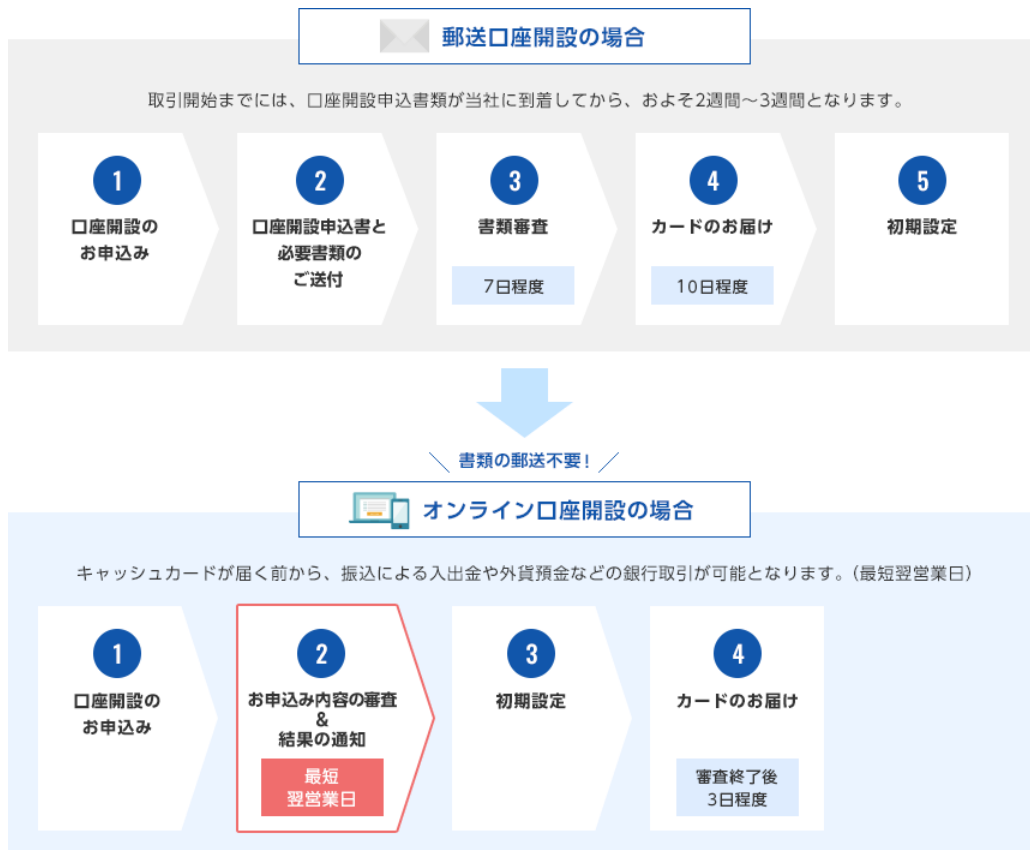 郵送口座開設の場合
取引開始までには、口座開設申込書類が当社に到着してから、およそ2週間～3週間となります。
1
口座開設の
お申込み
2
口座開設申込書と
必要書類の
ご送付
3
書類審査
7日程度
4
カードのお届け
10日程度
5
初期設定
書類の郵送不要!
オンライン口座開設の場合
キャッシュカードが届く前から、振込による入出金や外貨預金などの銀行取引が可能となります。(最短翌営業日)
1
口座開設の
お申込み
2
お申込み内容の審査
&
結果の通知
最短
翌営業日
3
初期設定
4
カードのお届け
審査終了後
3日程度